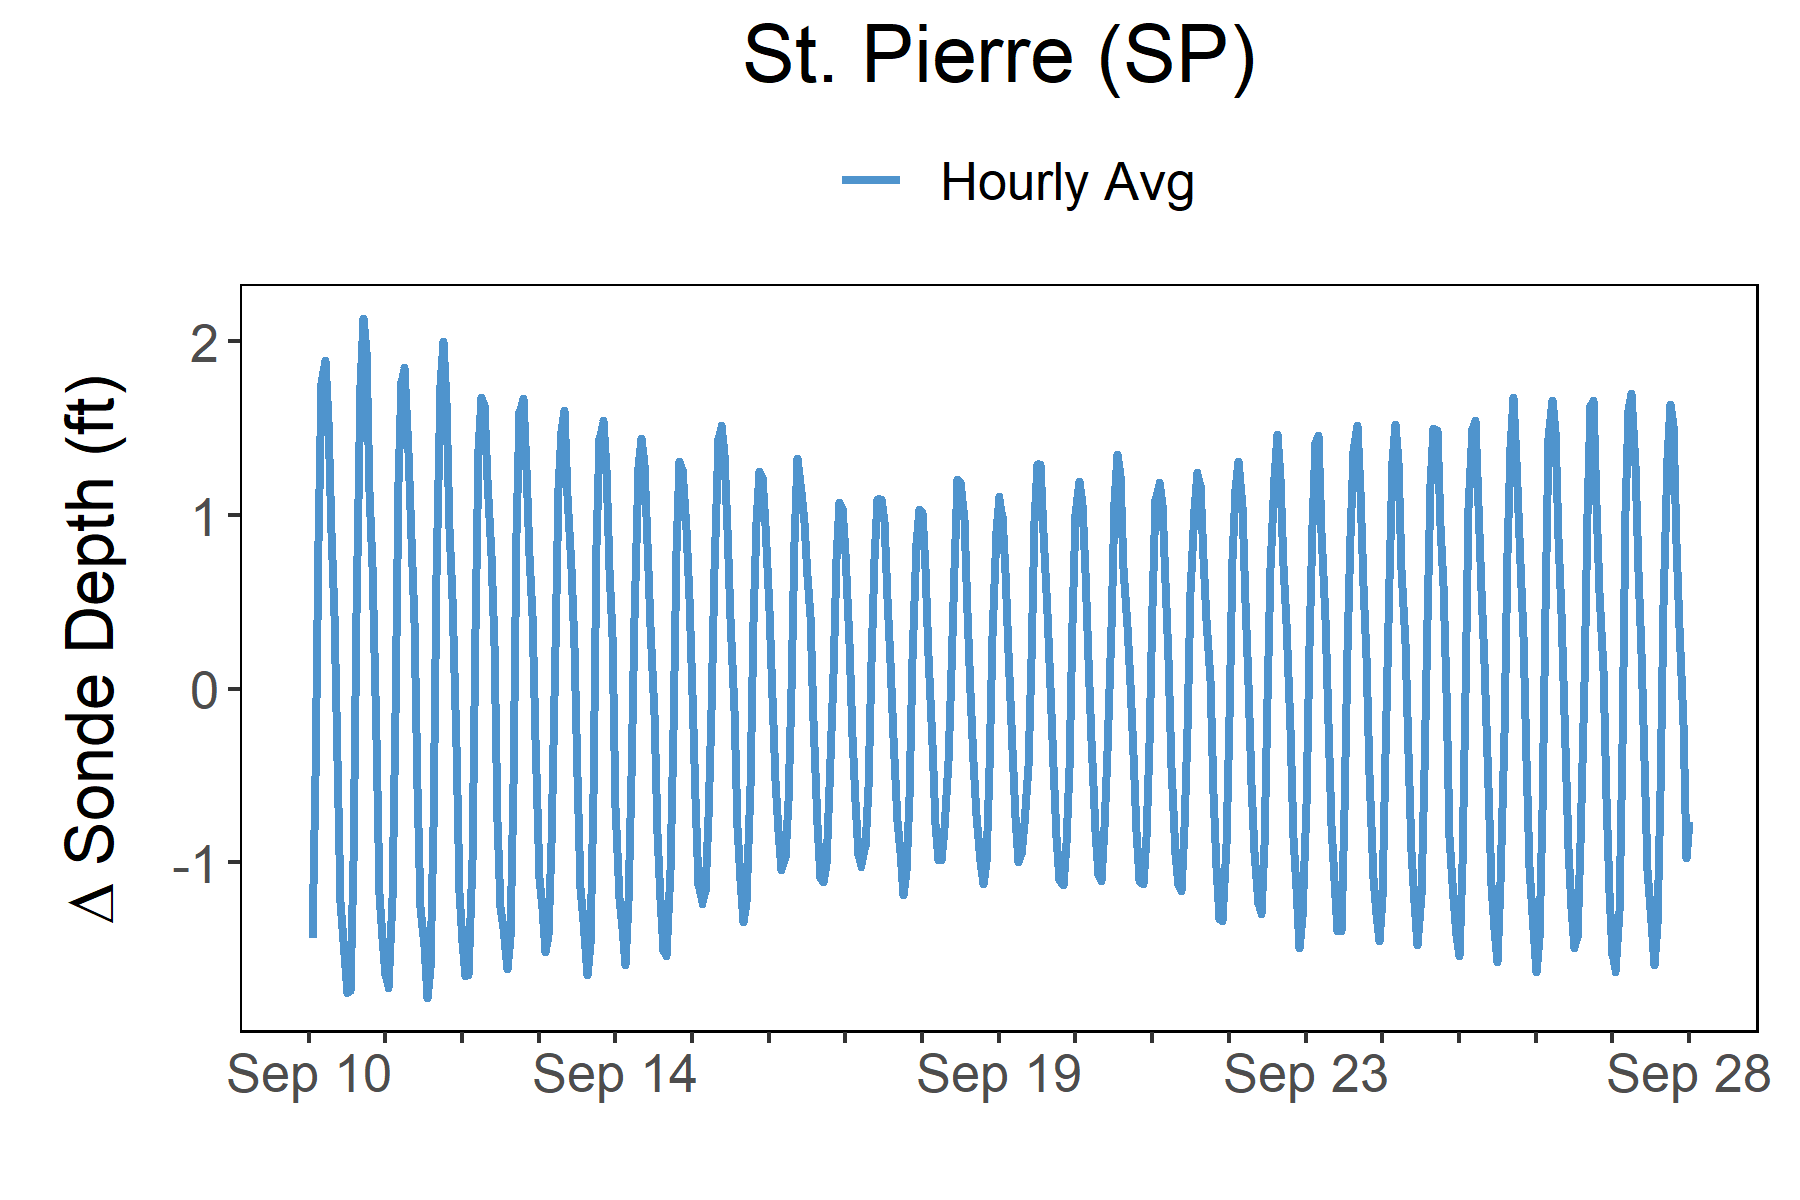 St. Pierre (SP)
Hourly Avg
Δ Sonde Depth (ft)
2
1
0
-1
Sep 10 Sep 14 Sep 19 Sep 23 Sep 28